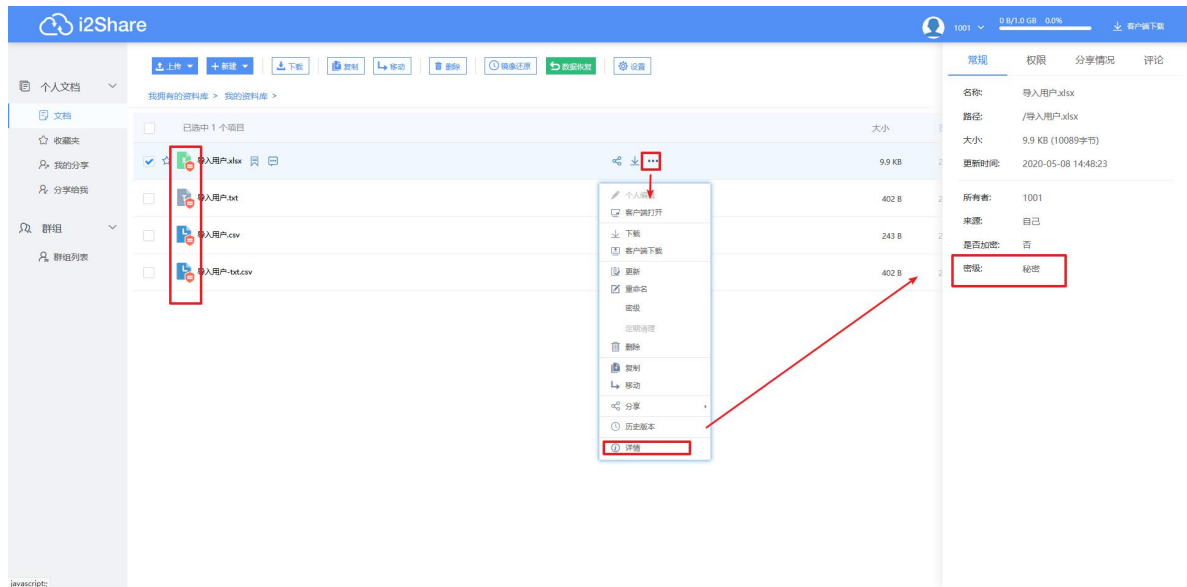 i2Share
1001
0 B/1.0 GB 0.0%
客户端下载
上传
+ 新建
下载
复制
移动
删除
镜像还原
数据恢复
设置
个人文档
文档
收藏夹
我的分享
分享给我
群组
群组列表
我拥有的资料库 > 我的资料库 >
已选中 1 个项目
大小
导入用户.xlsx
9.9 KB
导入用户.txt
402 B
导入用户.csv
243 B
导入用户-txt.csv
402 B
个人编辑
客户端打开
下载
客户端下载
更新
重命名
密级
定期清理
删除
复制
移动
分享
历史版本
详情
常规 权限 分享情况 评论
名称: 导入用户.xlsx
路径: /导入用户.xlsx
大小: 9.9 KB (10089字节)
更新时间: 2020-05-08 14:48:23
所有者: 1001
来源: 自己
是否加密: 否
密级: 秘密
javascript:;